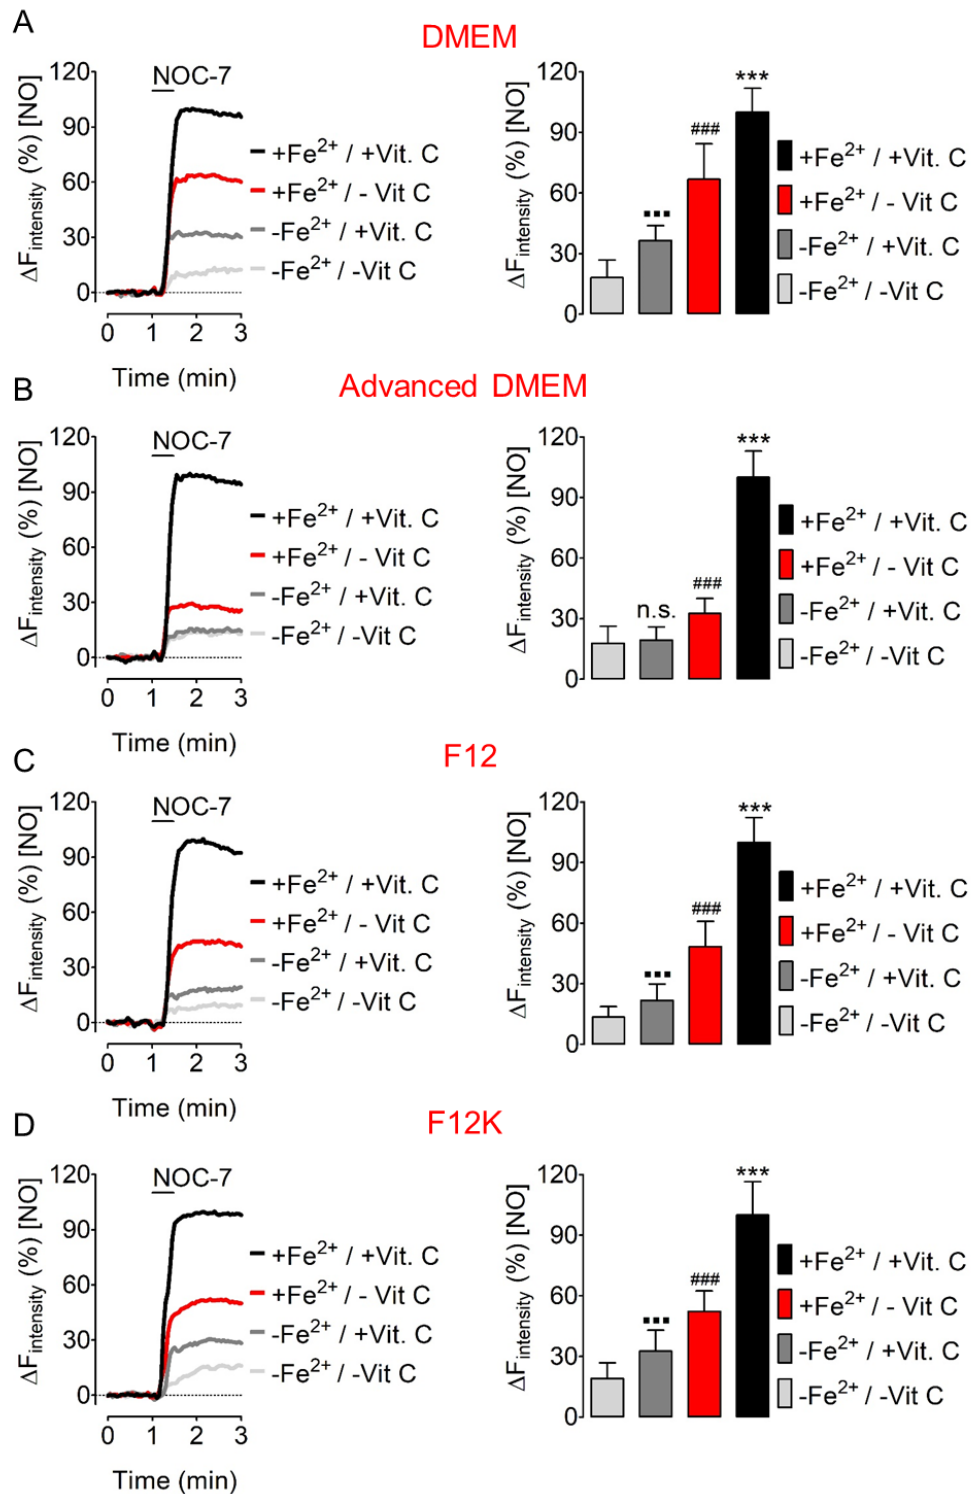 A
DMEM
ΔFintensity (%) [NO]
120
90
60
30
0
NOC-7
+Fe2+ / +Vit. C
+Fe2+ / - Vit C
-Fe2+ / +Vit. C
-Fe2+ / -Vit C
0 1 2 3
Time (min)
ΔFintensity (%) [NO]
120
90
60
30
0
###
***
+Fe2+ / +Vit. C
+Fe2+ / - Vit C
-Fe2+ / +Vit. C
-Fe2+ / -Vit C
B
Advanced DMEM
ΔFintensity (%) [NO]
120
90
60
30
0
NOC-7
+Fe2+ / +Vit. C
+Fe2+ / - Vit C
-Fe2+ / +Vit. C
-Fe2+ / -Vit C
0 1 2 3
Time (min)
ΔFintensity (%) [NO]
120
90
60
30
0
n.s.
###
***
+Fe2+ / +Vit. C
+Fe2+ / - Vit C
-Fe2+ / +Vit. C
-Fe2+ / -Vit C
C
F12
ΔFintensity (%) [NO]
120
90
60
30
0
NOC-7
+Fe2+ / +Vit. C
+Fe2+ / - Vit C
-Fe2+ / +Vit. C
-Fe2+ / -Vit C
0 1 2 3
Time (min)
ΔFintensity (%) [NO]
120
90
60
30
0
###
***
+Fe2+ / +Vit. C
+Fe2+ / - Vit C
-Fe2+ / +Vit. C
-Fe2+ / -Vit C
D
F12K
ΔFintensity (%) [NO]
120
90
60
30
0
NOC-7
+Fe2+ / +Vit. C
+Fe2+ / - Vit C
-Fe2+ / +Vit. C
-Fe2+ / -Vit C
0 1 2 3
Time (min)
ΔFintensity (%) [NO]
120
90
60
30
0
###
***
+Fe2+ / +Vit. C
+Fe2+ / - Vit C
-Fe2+ / +Vit. C
-Fe2+ / -Vit C